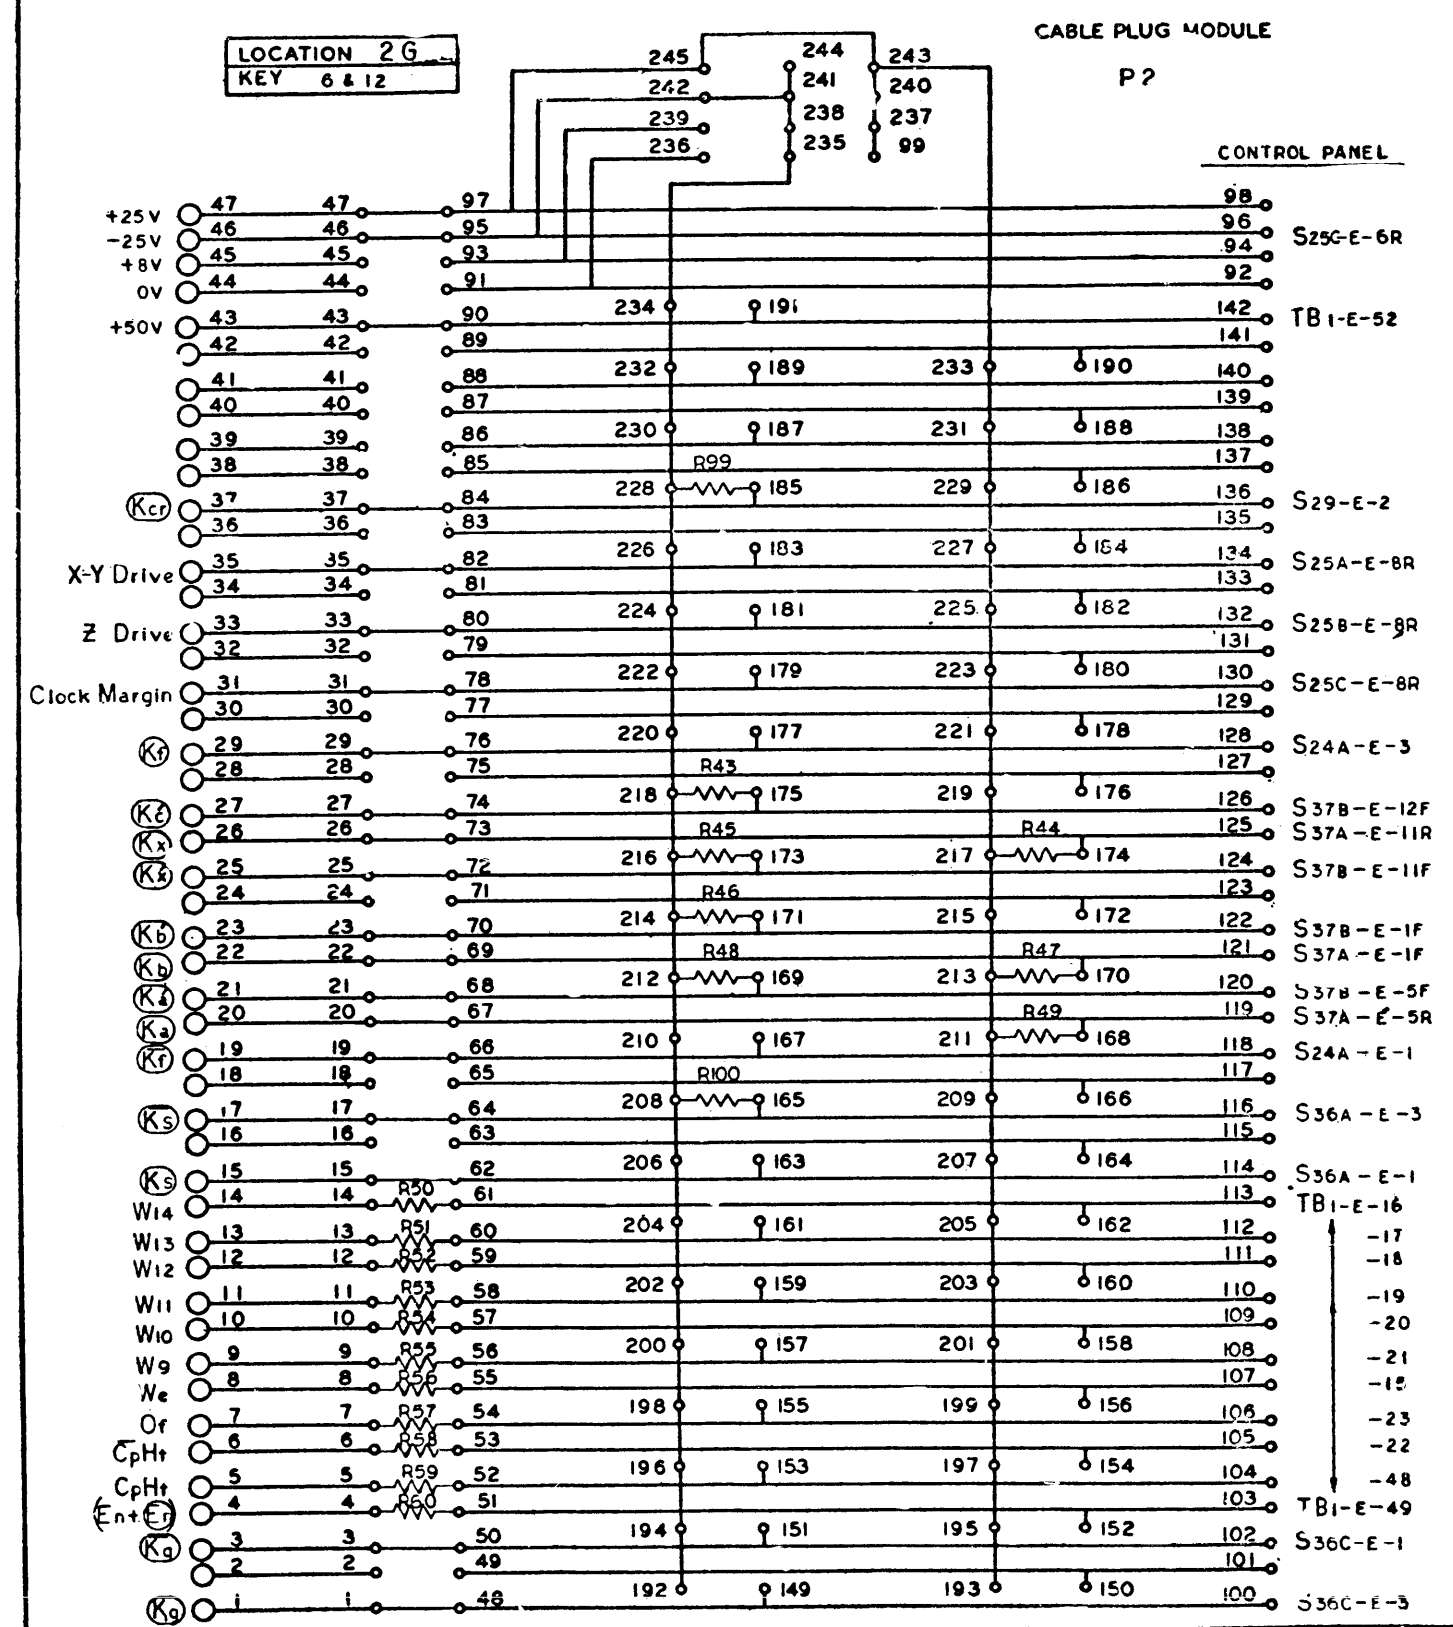 CABLE PLUG MODULE
P2
LOCATION 2G
KEY 6 & 12
245 244 243
242 241 240
239 238 237
236 235 99
CONTROL PANEL
+25V 47 47 97 98
-25V 46 46 95 96 S25C-E-6R
+8V 45 45 93 94
0V 44 44 91 92
234 191
+50V 43 43 90 142 TB1-E-52
42 42 89 141
232 189 233 190
41 41 88 140
40 40 87 139
230 187 231 188
39 39 86 138
38 38 85 137
R99
228 185 229 186
Kcr 37 37 84 136 S29-E-2
36 36 83 135
226 183 227 184
X-Y Drive 35 35 82 134 S25A-E-8R
34 34 81 133
224 181 225 182
Z Drive 33 33 80 132 S25B-E-8R
32 32 79 131
222 179 223 180
Clock Margin 31 31 78 130 S25C-E-8R
30 30 77 129
220 177 221 178
Kf 29 29 76 128 S24A-E-3
28 28 75 127
R43
218 175 219 176
27 27 74 126 S37B-E-12F
Kx 26 26 73 125 S37A-E-11R
R45 R44
216 173 217 174
25 25 72 124 S37B-E-11F
24 24 71 123
R46
214 171 215 172
Kb̄ 23 23 70 122 S37B-E-1F
Kb 22 22 69 121 S37A-E-1F
R48 R47
212 169 213 170
Kā 21 21 68 120 S37B-E-5F
Ka 20 20 67 119 S37A-E-5R
R49
210 167 211 168
K̄f 19 19 66 118 S24A-E-1
18 18 65 117
R100
208 165 209 166
K̄s 17 17 64 116 S36A-E-3
16 16 63 115
206 163 207 164
Ks 15 15 62 114 S36A-E-1
W14 14 14 R50 61 113 TB1-E-16
204 161 205 162
W13 13 13 R51 60 112 -17
W12 12 12 R52 59 111 -18
202 159 203 160
W11 11 11 R53 58 110 -19
W10 10 10 R54 57 109 -20
200 157 201 158
W9 9 9 R55 56 108 -21
We 8 8 R56 55 107 -15
198 155 199 156
Of 7 7 R57 54 106 -23
C̄pHt 6 6 R58 53 105 -22
196 153 197 154
CpHt 5 5 R59 52 104 -48
(Ent.Er) 4 4 R60 51 103 TB1-E-49
194 151 195 152
K̄g 3 3 50 102 S36C-E-1
2 2 49 101
192 149 193 150
Kg 1 1 48 100 S36C-E-3